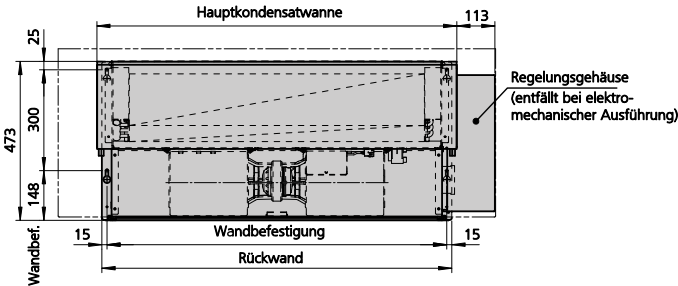 Hauptkondensatwanne
113
25
300
473
148
Wandbef.
Regelungsgehäuse
(entfällt bei elektro-
mechanischer Ausführung)
15
Wandbefestigung
15
Rückwand